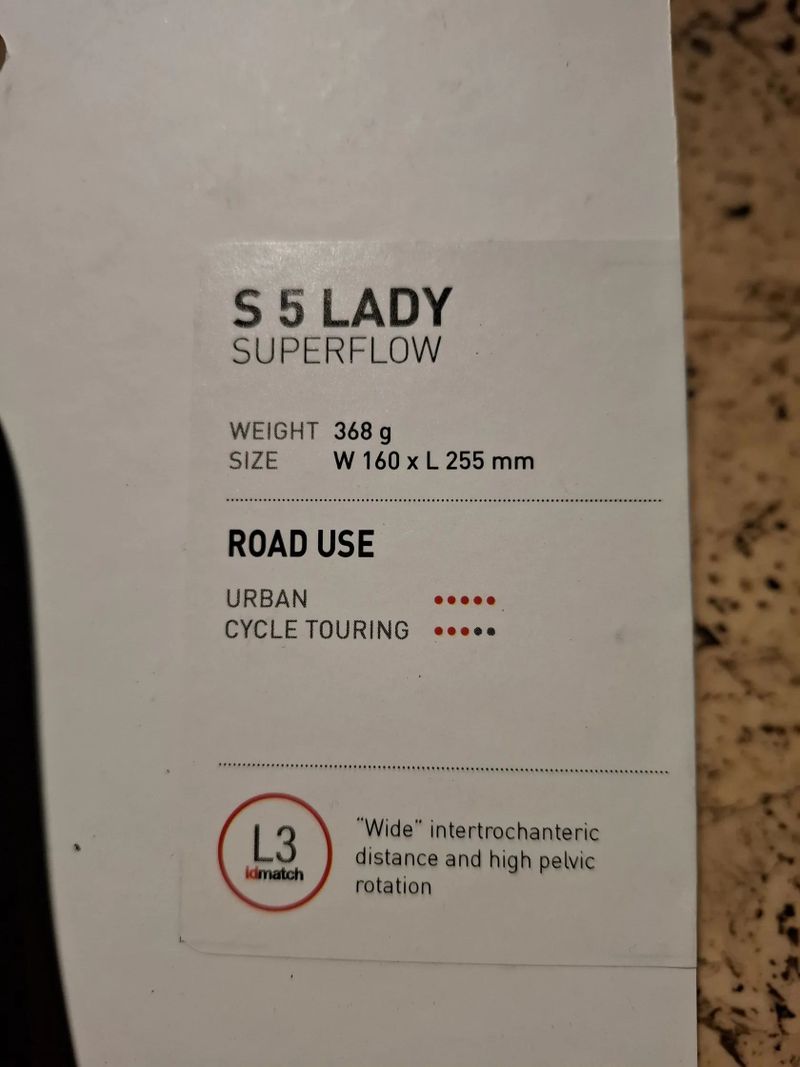 S 5 LADY
SUPERFLOW
WEIGHT 368 g
SIZE W 160 x L 255 mm
ROAD USE
URBAN
CYCLE TOURING
L3
idmatch
"Wide" intertrochanteric
distance and high pelvic
rotation